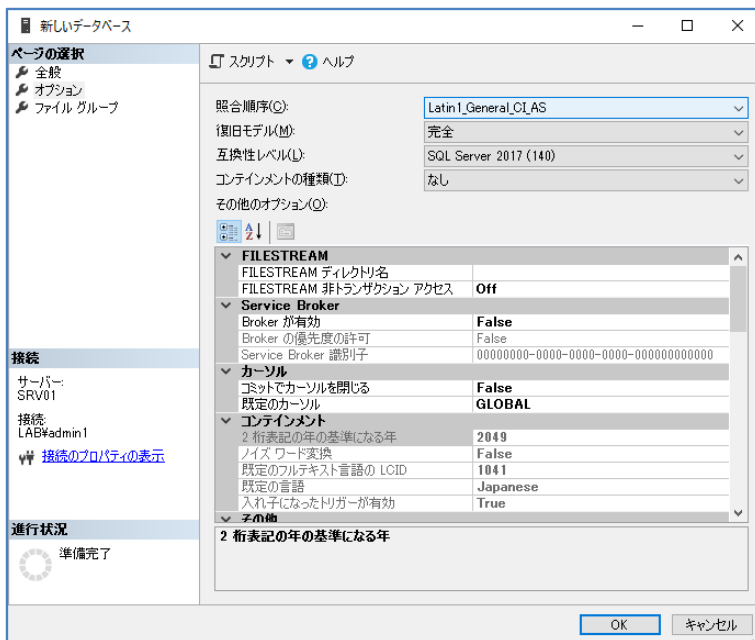 新しいデータベース
ページの選択
全般
オプション
ファイル グループ
スクリプト ヘルプ
照合順序(C): Latin1_General_CI_AS
復旧モデル(M): 完全
互換性レベル(L): SQL Server 2017 (140)
コンテインメントの種類(T): なし
その他のオプション(O):
FILESTREAM
FILESTREAM ディレクトリ名
FILESTREAM 非トランザクション アクセス Off
Service Broker
Broker が有効 False
Broker の優先度の許可 False
Service Broker 識別子 00000000-0000-0000-0000-000000000000
カーソル
コミットでカーソルを閉じる False
既定のカーソル GLOBAL
コンテインメント
2 桁表記の年の基準になる年 2049
ノイズ ワード変換 False
既定のフルテキスト言語の LCID 1041
既定の言語 Japanese
入れ子になったトリガーが有効 True
その他
2 桁表記の年の基準になる年
接続
サーバー:
SRV01
接続:
LAB¥admin1
接続のプロパティの表示
進行状況
準備完了
OK キャンセル